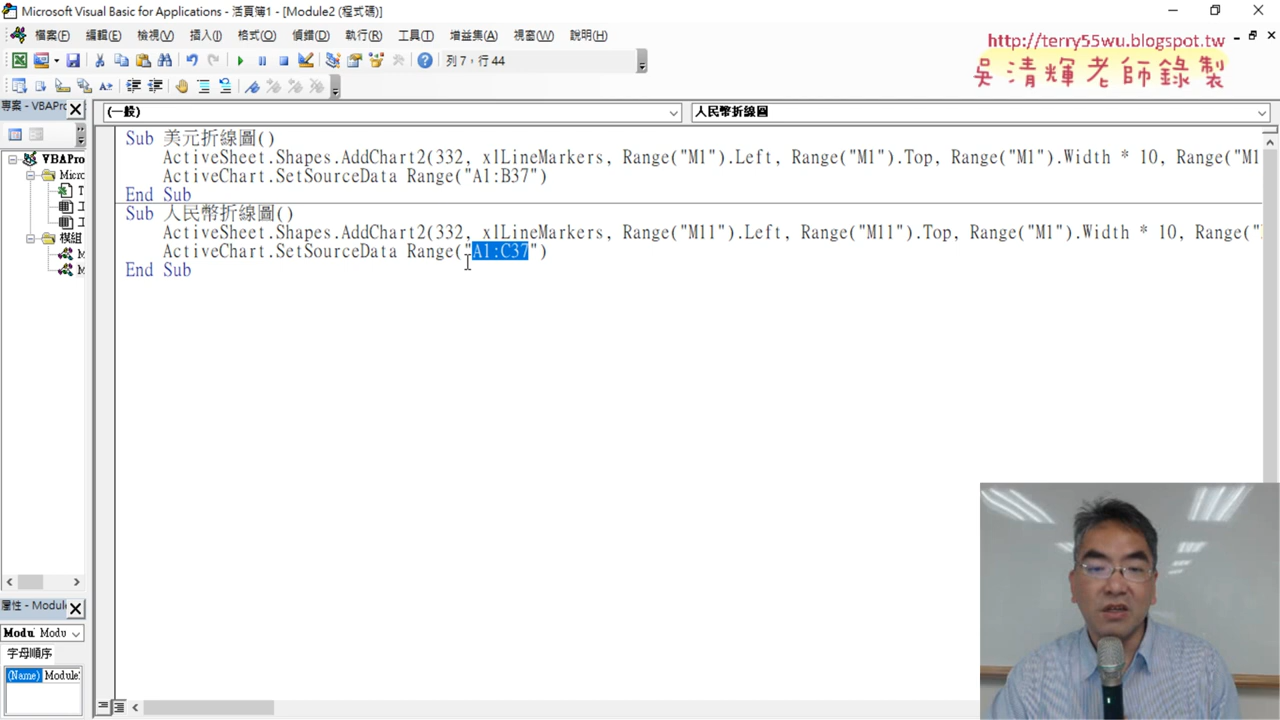 Microsoft Visual Basic for Applications - 活頁簿1 - [Module2 (程式碼)]
檔案(F) 編輯(E) 檢視(V) 插入(I) 格式(O) 偵錯(D) 執行(R) 工具(T) 增益集(A) 視窗(W) 說明(H)
http://terry55wu.blogspot.tw
吳清輝老師錄製
列 7，行 44
專案 - VBAPro
(一般)
人民幣折線圖
VBAPro
Micro
模組
Sub 美元折線圖()
ActiveSheet.Shapes.AddChart2(332, xlLineMarkers, Range("M1").Left, Range("M1").Top, Range("M1").Width * 10, Range("M1
ActiveChart.SetSourceData Range("A1:B37")
End Sub
Sub 人民幣折線圖()
ActiveSheet.Shapes.AddChart2(332, xlLineMarkers, Range("M11").Left, Range("M11").Top, Range("M1").Width * 10, Range("
ActiveChart.SetSourceData Range("A1:C37")
End Sub
屬性 - Modul
Modu Modu
字母順序
(Name) Module